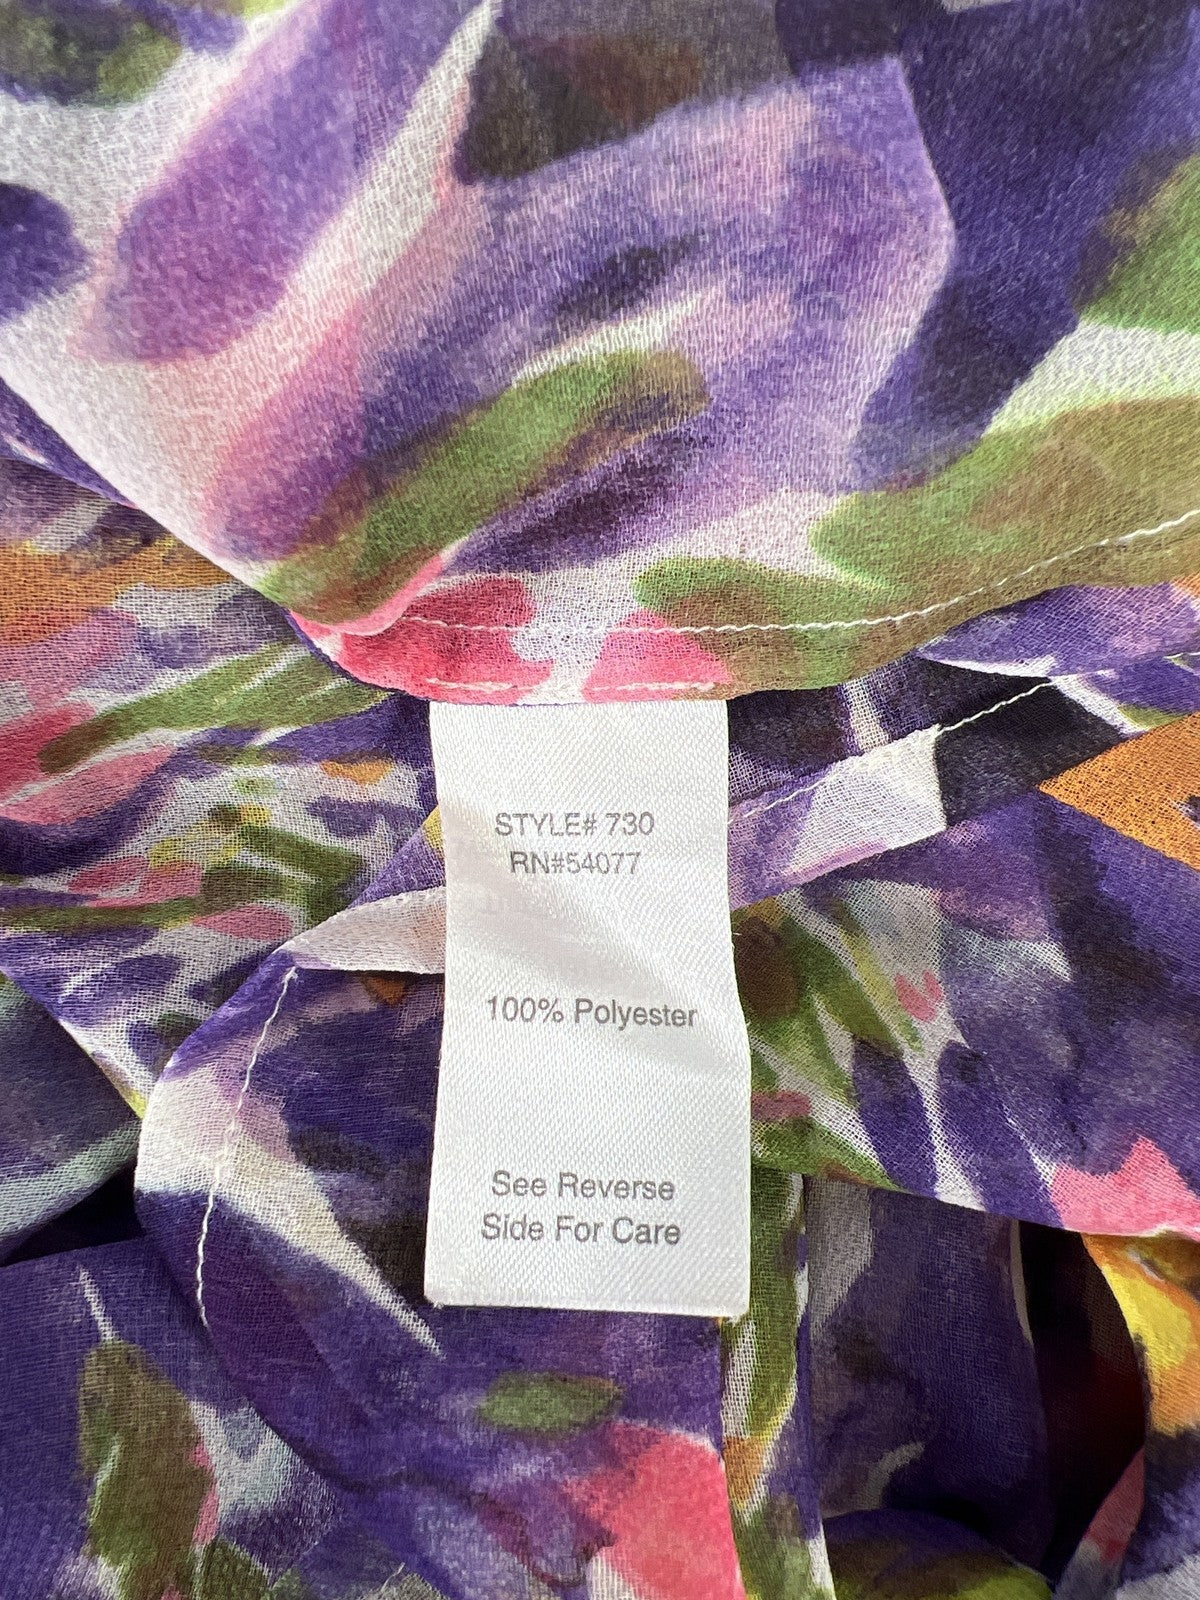 STYLE# 730
RN#54077
100% Polyester
See Reverse
Side For Care